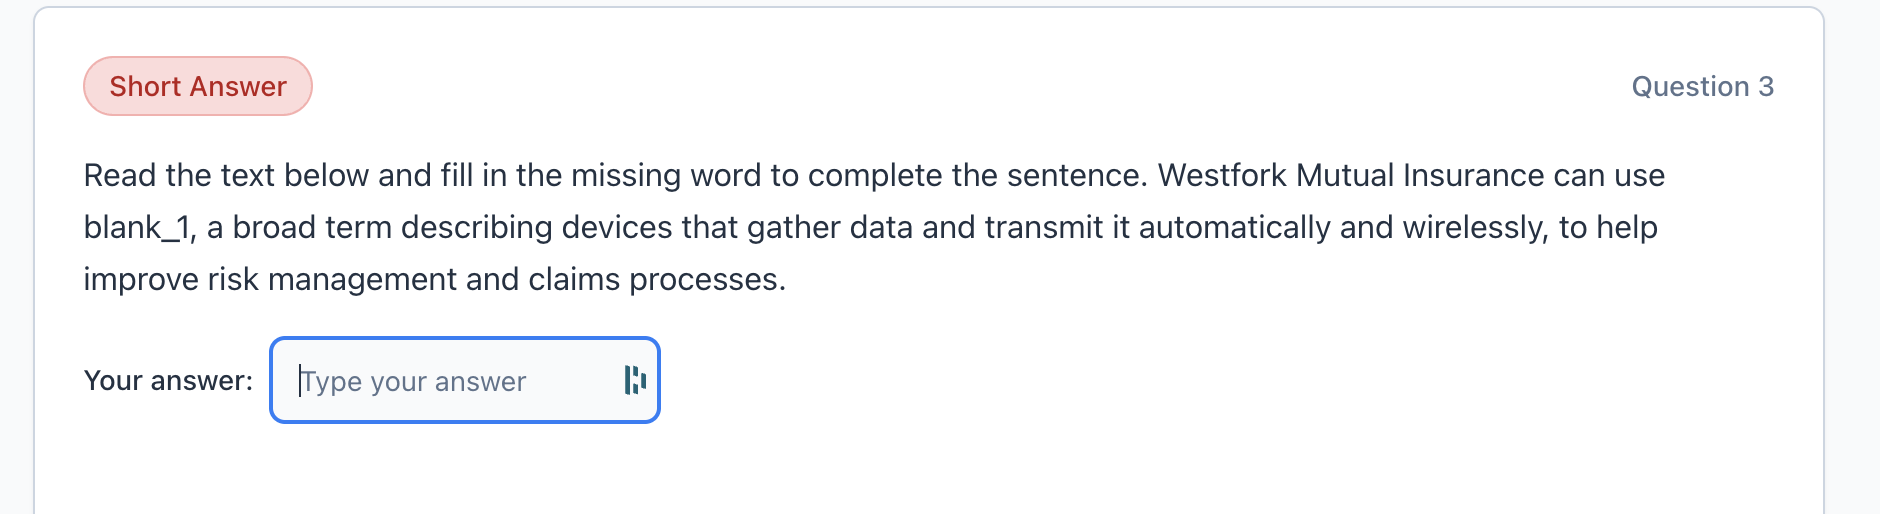 Short Answer
Question 3
Read the text below and fill in the missing word to complete the sentence. Westfork Mutual Insurance can use
blank_1, a broad term describing devices that gather data and transmit it automatically and wirelessly, to help
improve risk management and claims processes.
Your answer:
Type your answer